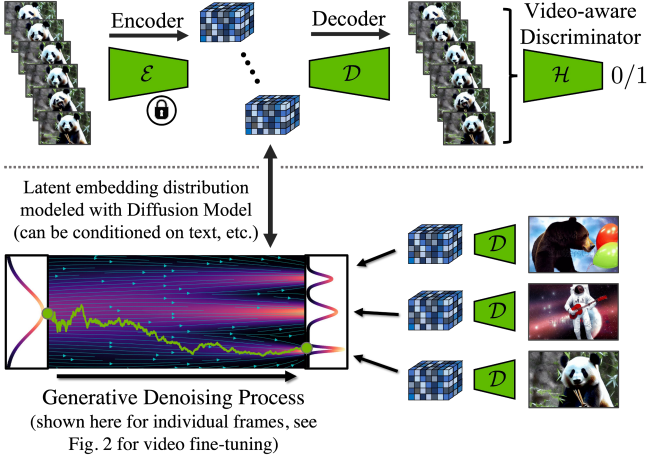 Encoder
Decoder
Video-aware
Discriminator
ℰ
𝒟
ℋ
0/1
Latent embedding distribution
modeled with Diffusion Model
(can be conditioned on text, etc.)
𝒟
𝒟
𝒟
Generative Denoising Process
(shown here for individual frames, see
Fig. 2 for video fine-tuning)